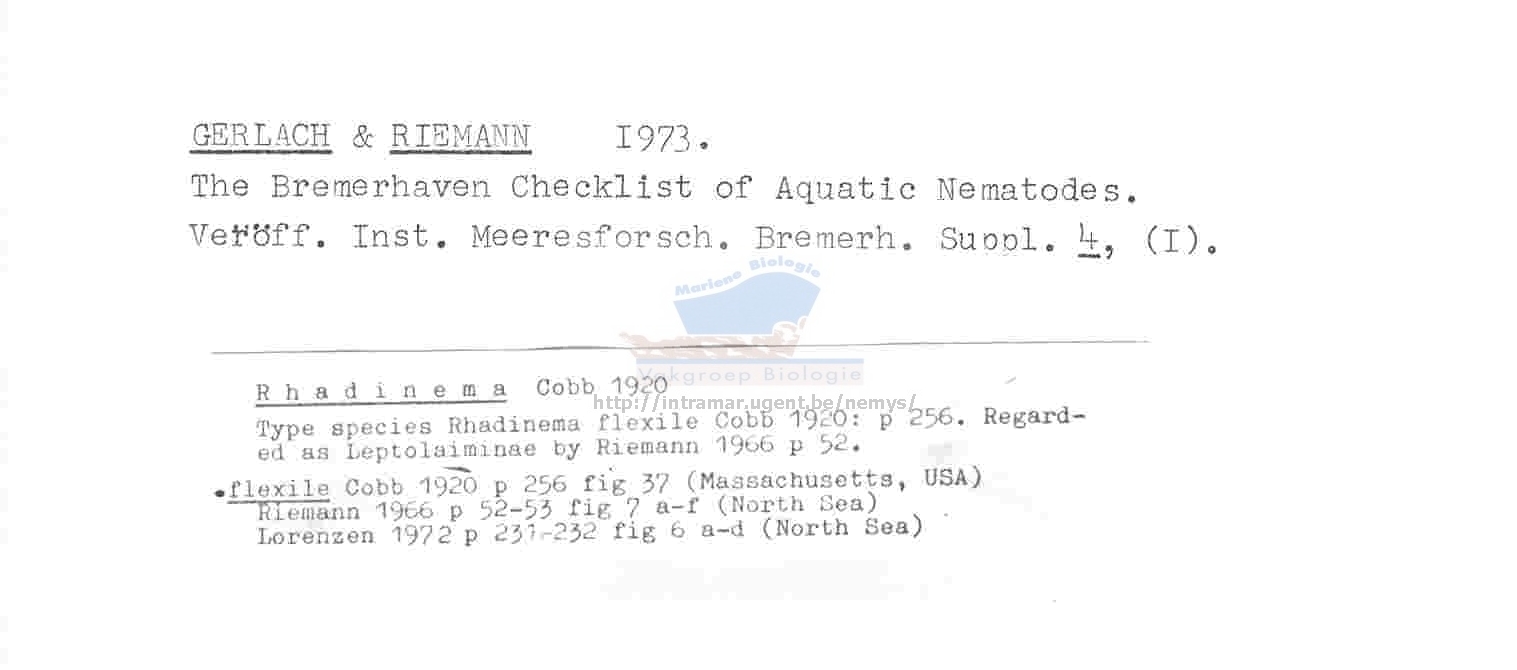 GERLACH & RIEMANN I973.
The Bremerhaven Checklist of Aquatic Nematodes.
Veröff. Inst. Meeresforsch. Bremerh. Suppl. 4, (I).
Mariene Biologie
Vakgroep Biologie
http://intramar.ugent.be/nemys/
Rhadinema Cobb 1920
Type species Rhadinema flexile Cobb 1920: p 256. Regard-
ed as Leptolaiminae by Riemann 1966 p 52.
•flexile Cobb 1920 p 256 fig 37 (Massachusetts, USA)
Riemann 1966 p 52-53 fig 7 a-f (North Sea)
Lorenzen 1972 p 231-232 fig 6 a-d (North Sea)